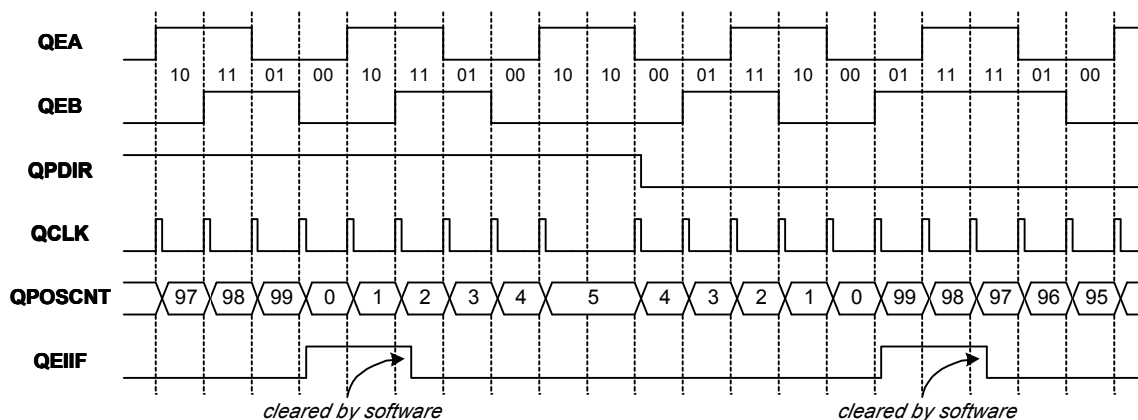 QEA
10 11 01 00 10 11 01 00 10 10 00 01 11 10 00 01 11 11 01 00
QEB
QPDIR
QCLK
QPOSCNT 97 98 99 0 1 2 3 4 5 4 3 2 1 0 99 98 97 96 95
QEIIF
cleared by software cleared by software